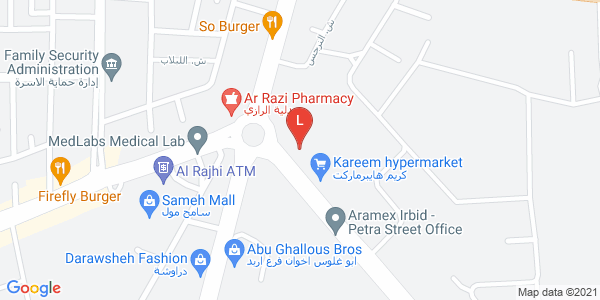 So Burger
ش. النرجس
Family Security
Administration
إدارة حماية الاسرة
ش. اللبلاب
Ar Razi Pharmacy
صيدلية الرازي
L
MedLabs Medical Lab
Kareem hypermarket
كريم هايبرماركت
Al Rajhi ATM
Firefly Burger
Sameh Mall
سامح مول
Aramex Irbid -
Petra Street Office
Abu Ghallous Bros
ابو غلوس اخوان فرع اربد
Darawsheh Fashion
دراوشة
Google
Map data ©2021